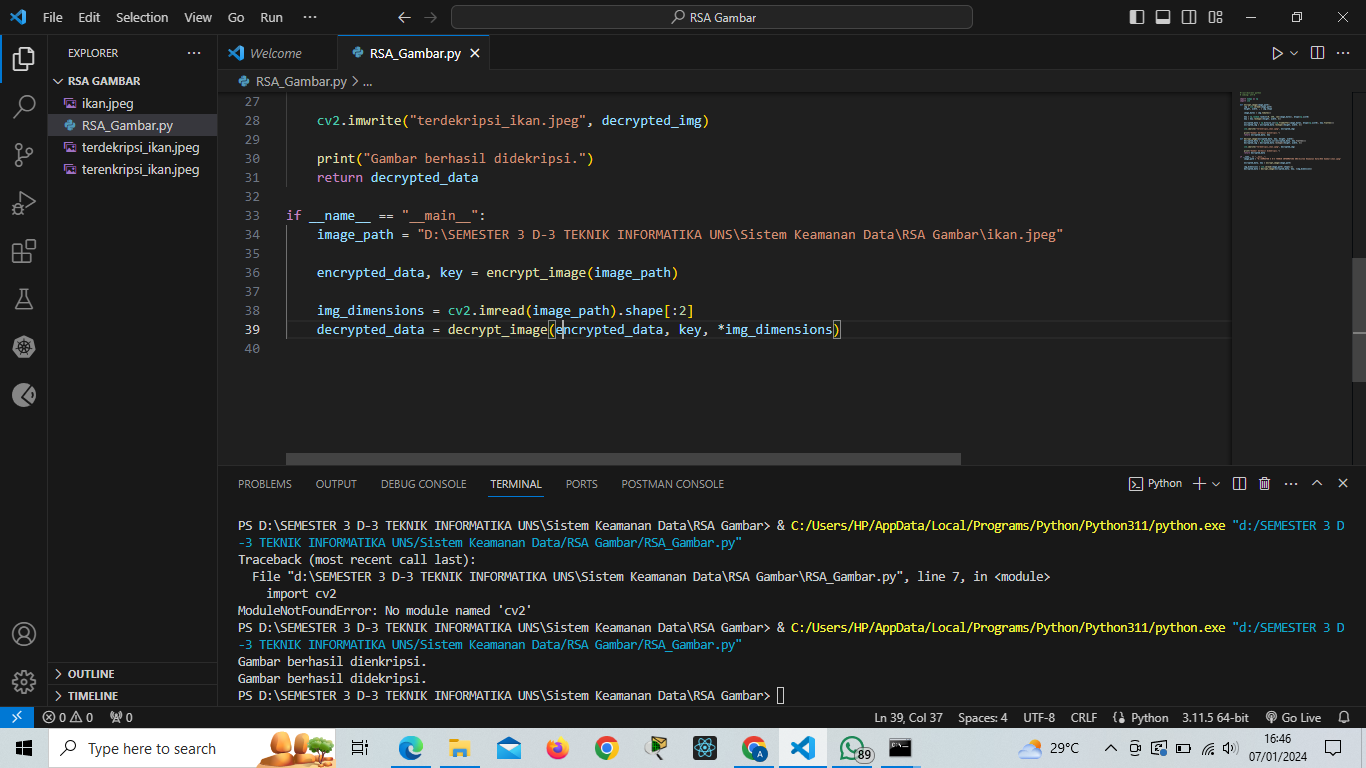 File Edit Selection View Go Run ··· RSA Gambar
EXPLORER ···
RSA GAMBAR
ikan.jpeg
RSA_Gambar.py
terdekripsi_ikan.jpeg
terenkripsi_ikan.jpeg
OUTLINE
TIMELINE
Welcome RSA_Gambar.py
RSA_Gambar.py > ...
27
28 cv2.imwrite("terdekripsi_ikan.jpeg", decrypted_img)
29
30 print("Gambar berhasil didekripsi.")
31 return decrypted_data
32
33 if __name__ == "__main__":
34 image_path = "D:\SEMESTER 3 D-3 TEKNIK INFORMATIKA UNS\Sistem Keamanan Data\RSA Gambar\ikan.jpeg"
35
36 encrypted_data, key = encrypt_image(image_path)
37
38 img_dimensions = cv2.imread(image_path).shape[:2]
39 decrypted_data = decrypt_image(encrypted_data, key, *img_dimensions)
40
PROBLEMS OUTPUT DEBUG CONSOLE TERMINAL PORTS POSTMAN CONSOLE Python
PS D:\SEMESTER 3 D-3 TEKNIK INFORMATIKA UNS\Sistem Keamanan Data\RSA Gambar> & C:/Users/HP/AppData/Local/Programs/Python/Python311/python.exe "d:/SEMESTER 3 D
-3 TEKNIK INFORMATIKA UNS/Sistem Keamanan Data/RSA Gambar/RSA_Gambar.py"
Traceback (most recent call last):
File "d:\SEMESTER 3 D-3 TEKNIK INFORMATIKA UNS\Sistem Keamanan Data\RSA Gambar\RSA_Gambar.py", line 7, in <module>
import cv2
ModuleNotFoundError: No module named 'cv2'
PS D:\SEMESTER 3 D-3 TEKNIK INFORMATIKA UNS\Sistem Keamanan Data\RSA Gambar> & C:/Users/HP/AppData/Local/Programs/Python/Python311/python.exe "d:/SEMESTER 3 D
-3 TEKNIK INFORMATIKA UNS/Sistem Keamanan Data/RSA Gambar/RSA_Gambar.py"
Gambar berhasil dienkripsi.
Gambar berhasil didekripsi.
PS D:\SEMESTER 3 D-3 TEKNIK INFORMATIKA UNS\Sistem Keamanan Data\RSA Gambar>
0 0 0 Ln 39, Col 37 Spaces: 4 UTF-8 CRLF Python 3.11.5 64-bit Go Live
Type here to search 89 29°C 16:46
07/01/2024